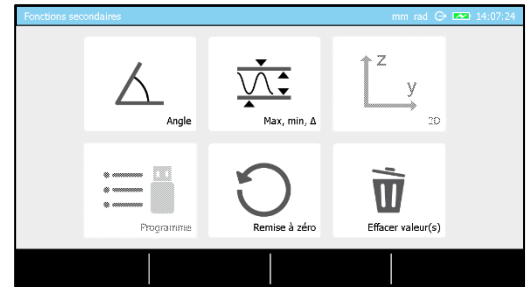 Fonctions secondaires mm rad 14:07:24
Angle Max, min, Δ z y 2D
Programme Remise à zéro Effacer valeur(s)